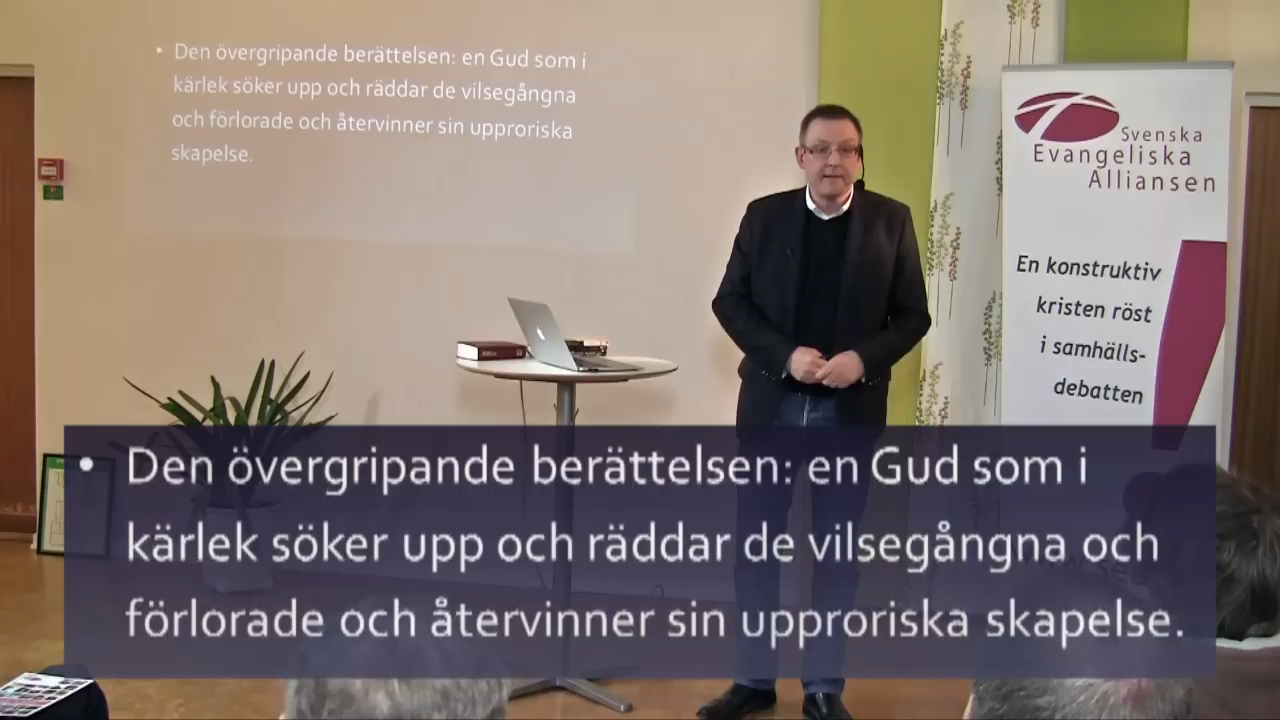 • Den övergripande berättelsen: en Gud som i
kärlek söker upp och räddar de vilsegångna
och förlorade och återvinner sin upproriska
skapelse.
Svenska
Evangeliska
Alliansen
En konstruktiv
kristen röst
i samhälls-
debatten
• Den övergripande berättelsen: en Gud som i
kärlek söker upp och räddar de vilsegångna och
förlorade och återvinner sin upproriska skapelse.